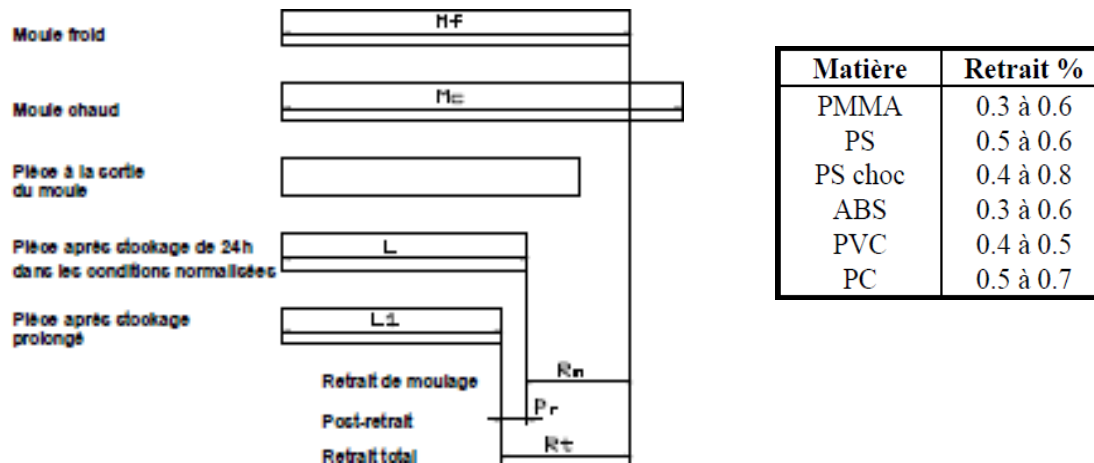 Mf
Moule froid
Mc
Moule chaud
Pièce à la sortie
du moule
Pièce après stockage de 24h
dans les conditions normalisées
L
Pièce après stockage
prolongé
L1
Retrait de moulage
Rm
Post-retrait
Pr
Retrait total
Rt
Matière Retrait %
PMMA 0.3 à 0.6
PS 0.5 à 0.6
PS choc 0.4 à 0.8
ABS 0.3 à 0.6
PVC 0.4 à 0.5
PC 0.5 à 0.7